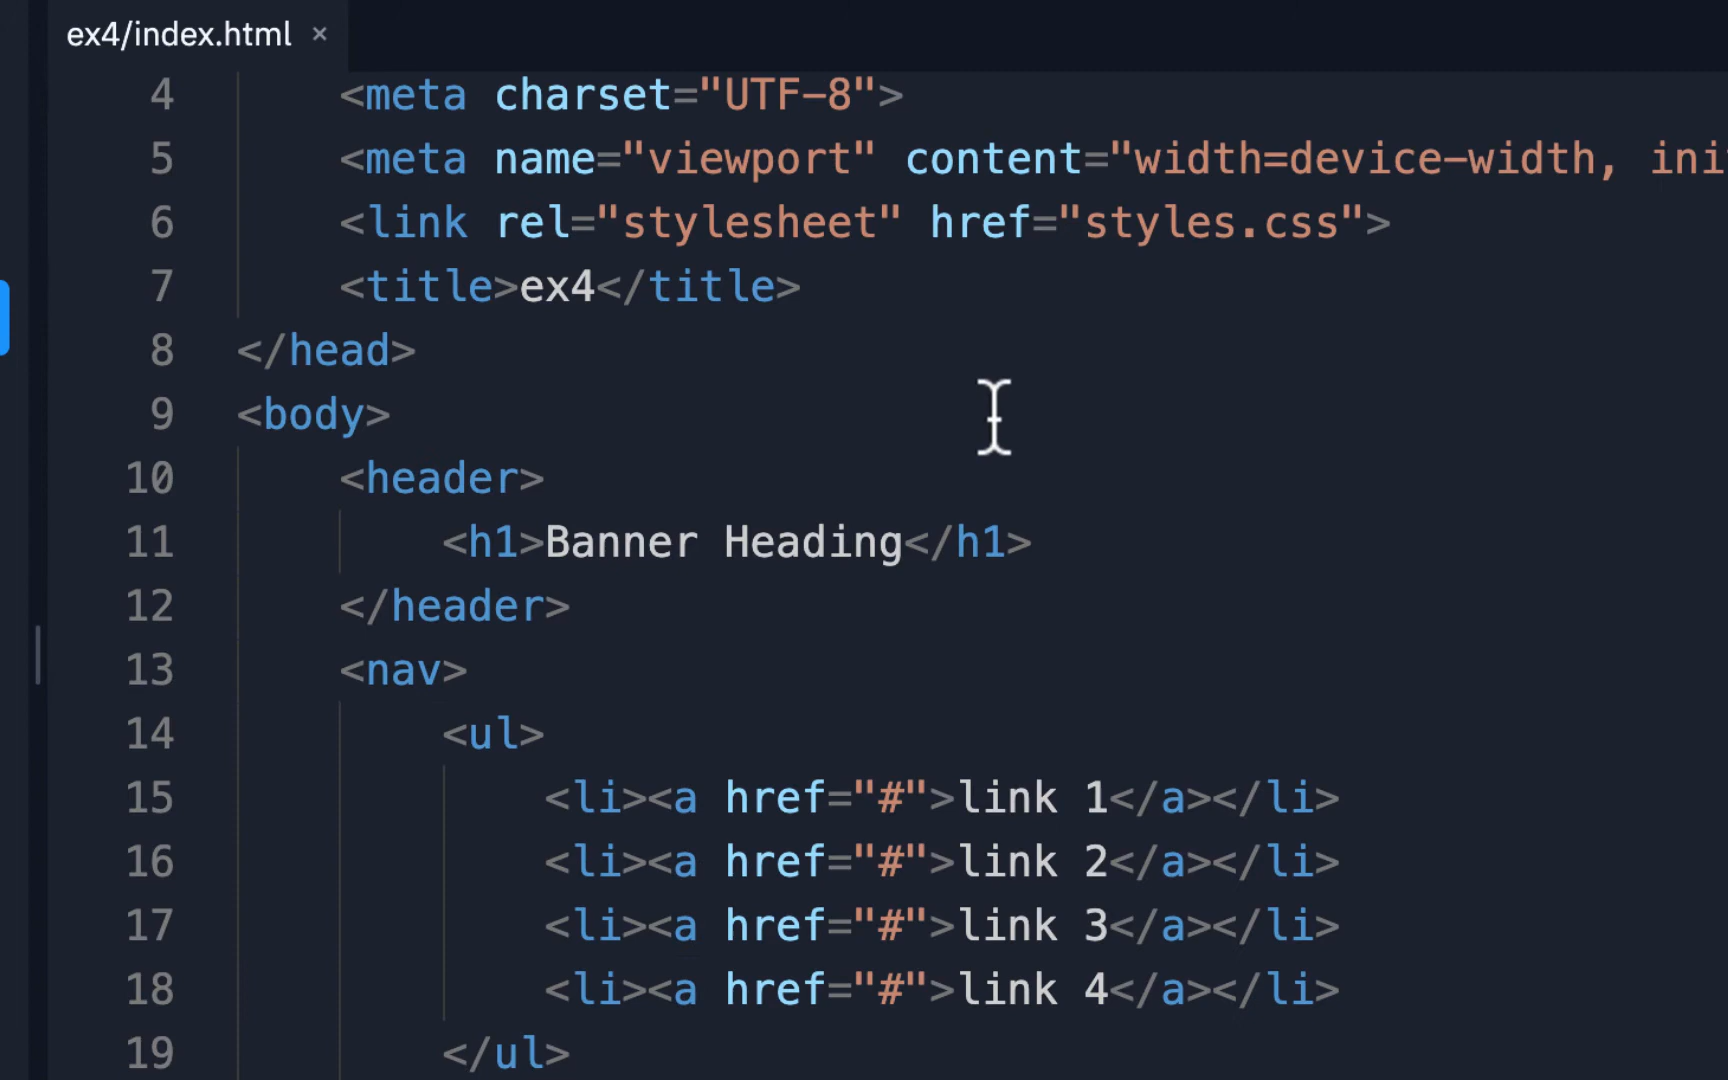 ex4/index.html ×
4 <meta charset="UTF-8">
5 <meta name="viewport" content="width=device-width, ini
6 <link rel="stylesheet" href="styles.css">
7 <title>ex4</title>
8 </head>
9 <body>
10 <header>
11 <h1>Banner Heading</h1>
12 </header>
13 <nav>
14 <ul>
15 <li><a href="#">link 1</a></li>
16 <li><a href="#">link 2</a></li>
17 <li><a href="#">link 3</a></li>
18 <li><a href="#">link 4</a></li>
19 </ul>